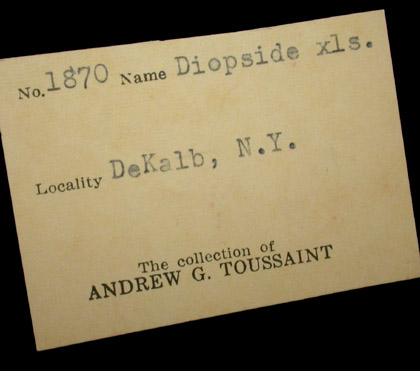 No. 1870 Name Diopside xls.
Locality DeKalb, N.Y.
The collection of
ANDREW G. TOUSSAINT